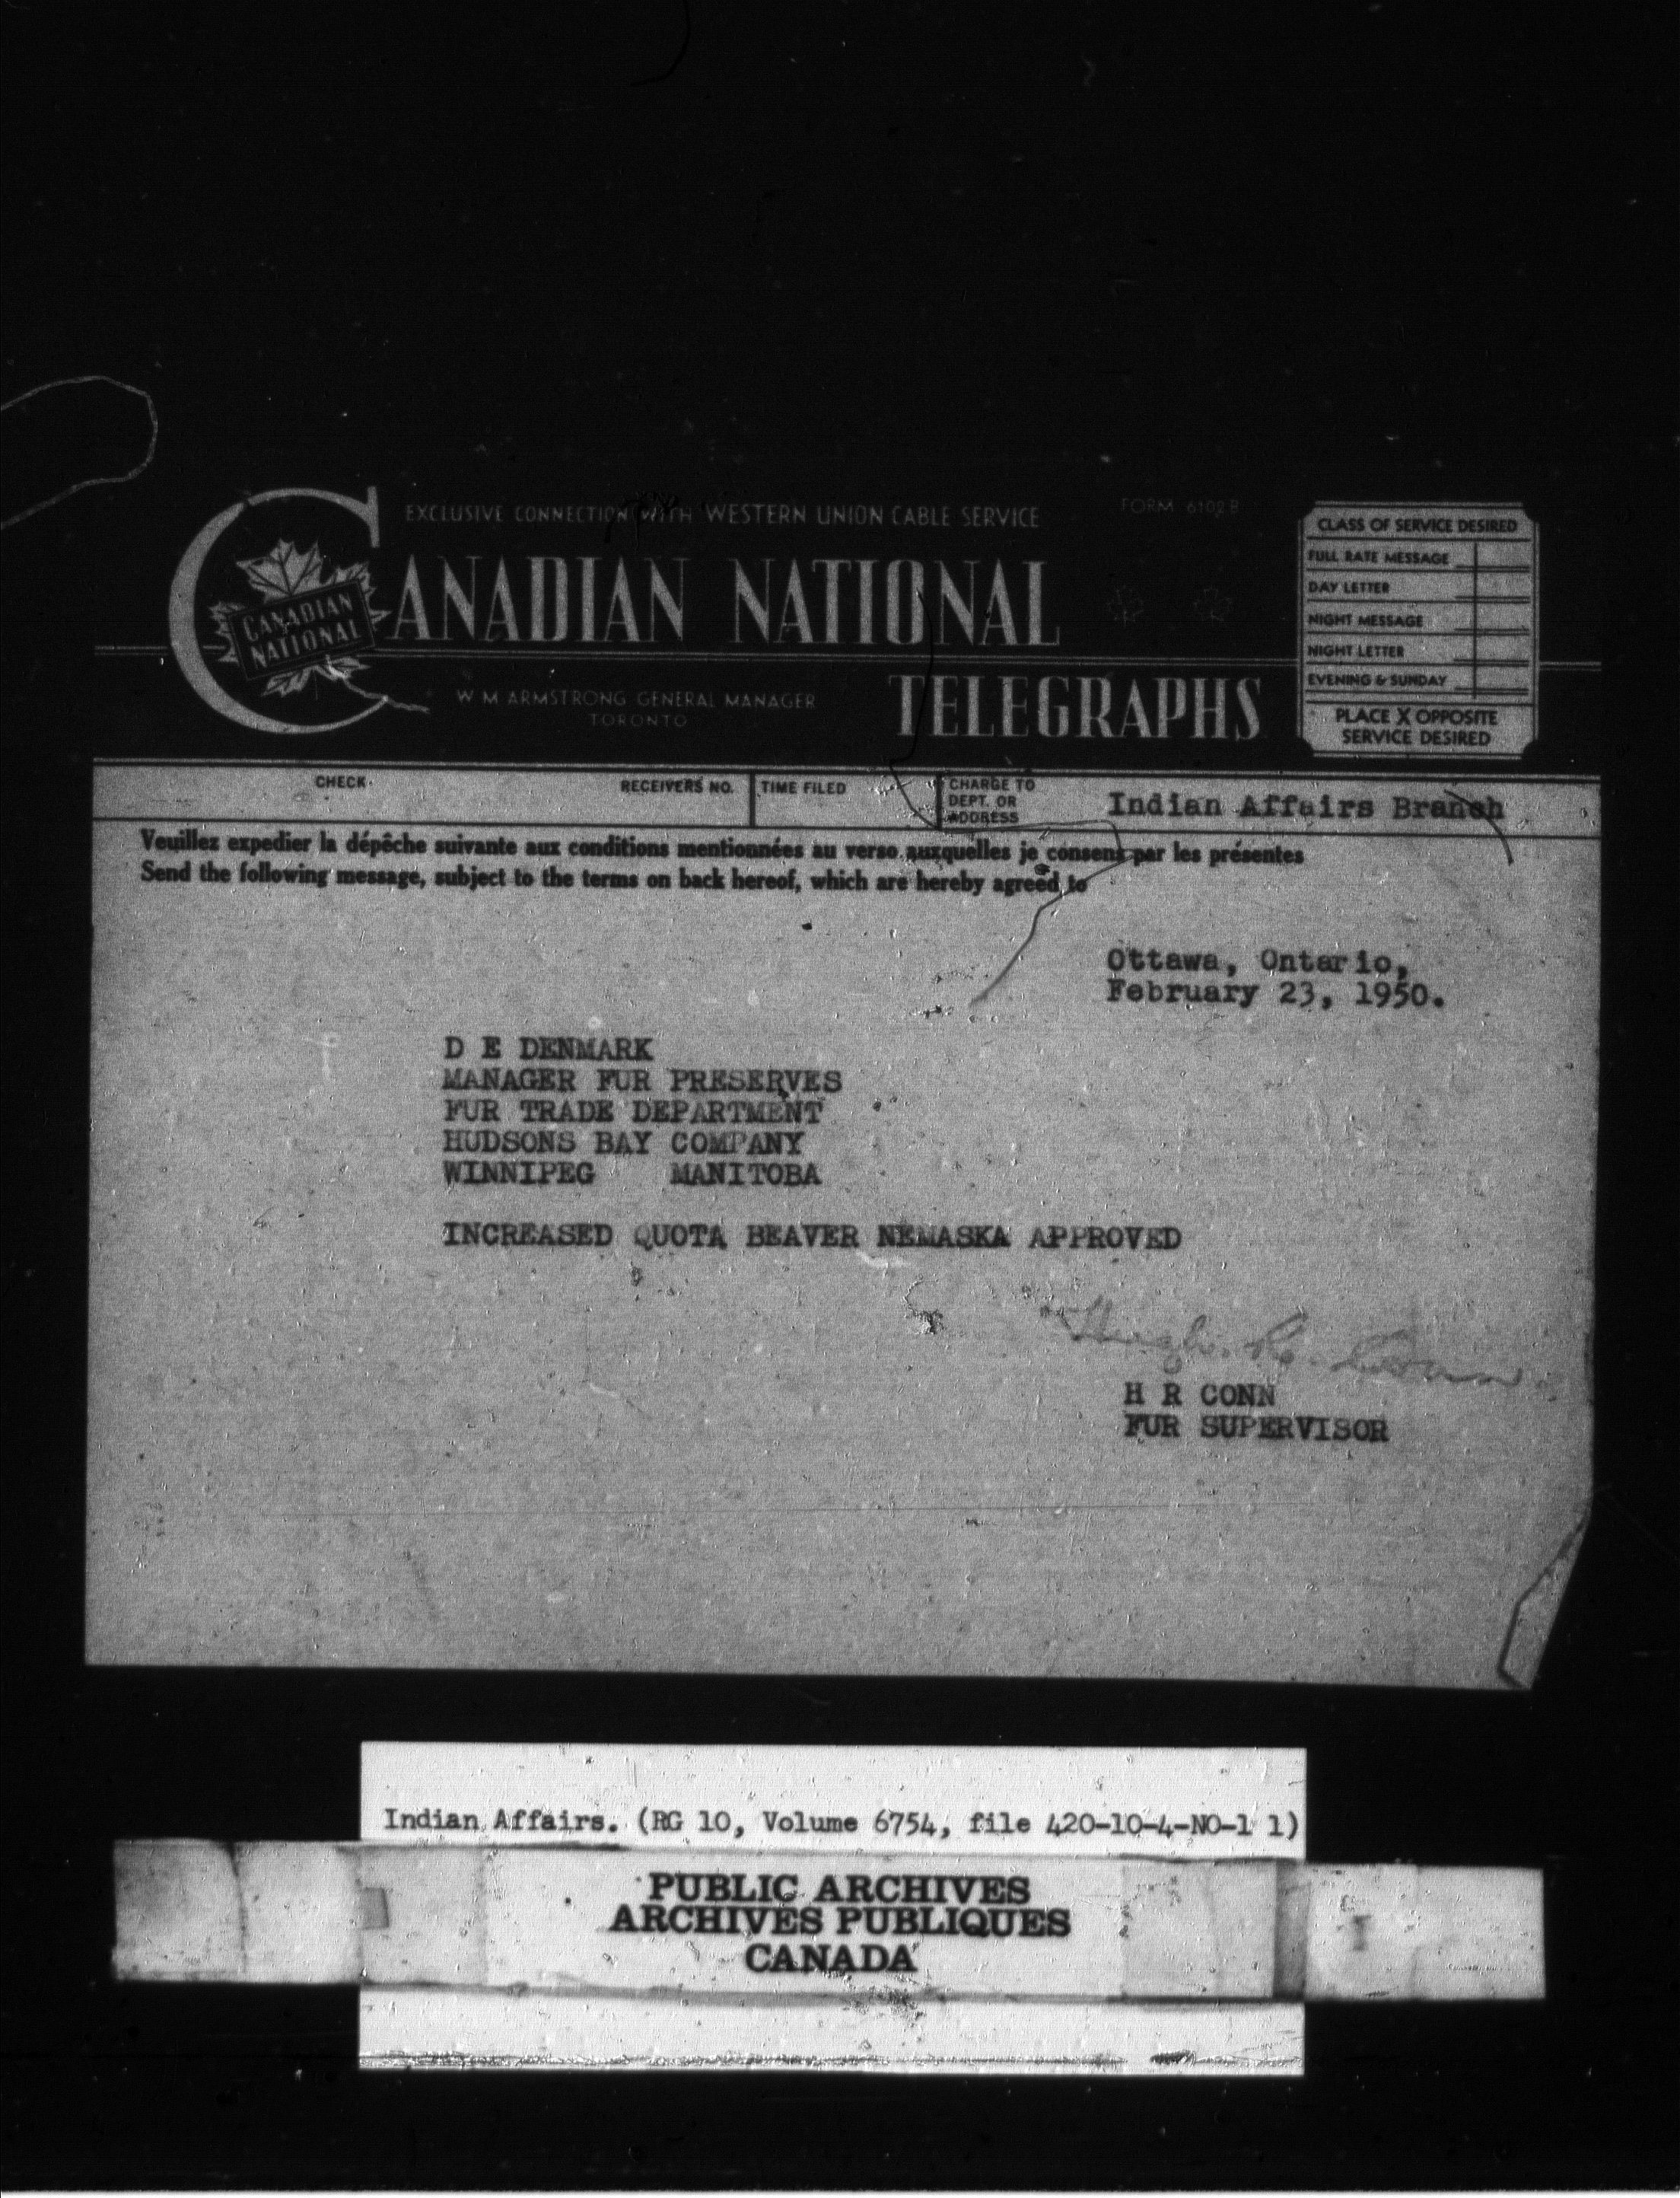 EXCLUSIVE CONNECTION WITH WESTERN UNION CABLE SERVICE
FORM 6102 B
CANADIAN NATIONAL
CANADIAN
NATIONAL
TELEGRAPHS
W M ARMSTRONG GENERAL MANAGER
TORONTO
CLASS OF SERVICE DESIRED
FULL RATE MESSAGE
DAY LETTER
NIGHT MESSAGE
NIGHT LETTER
EVENING & SUNDAY
PLACE X OPPOSITE
SERVICE DESIRED
CHECK
RECEIVERS NO.
TIME FILED
CHARGE TO
DEPT. OR
ADDRESS
Indian Affairs Branch
Veuillez expedier la dépêche suivante aux conditions mentionnées au verso auxquelles je consens par les présentes
Send the following message, subject to the terms on back hereof, which are hereby agreed to
Ottawa, Ontario,
February 23, 1950.
D E DENMARK
MANAGER FUR PRESERVES
FUR TRADE DEPARTMENT
HUDSONS BAY COMPANY
WINNIPEG MANITOBA
INCREASED QUOTA BEAVER NEMASKA APPROVED
Hugh R. Conn
H R CONN
FUR SUPERVISOR
Indian Affairs. (RG 10, Volume 6754, file 420-10-4-NO-1 1)
PUBLIC ARCHIVES
ARCHIVES PUBLIQUES
CANADA